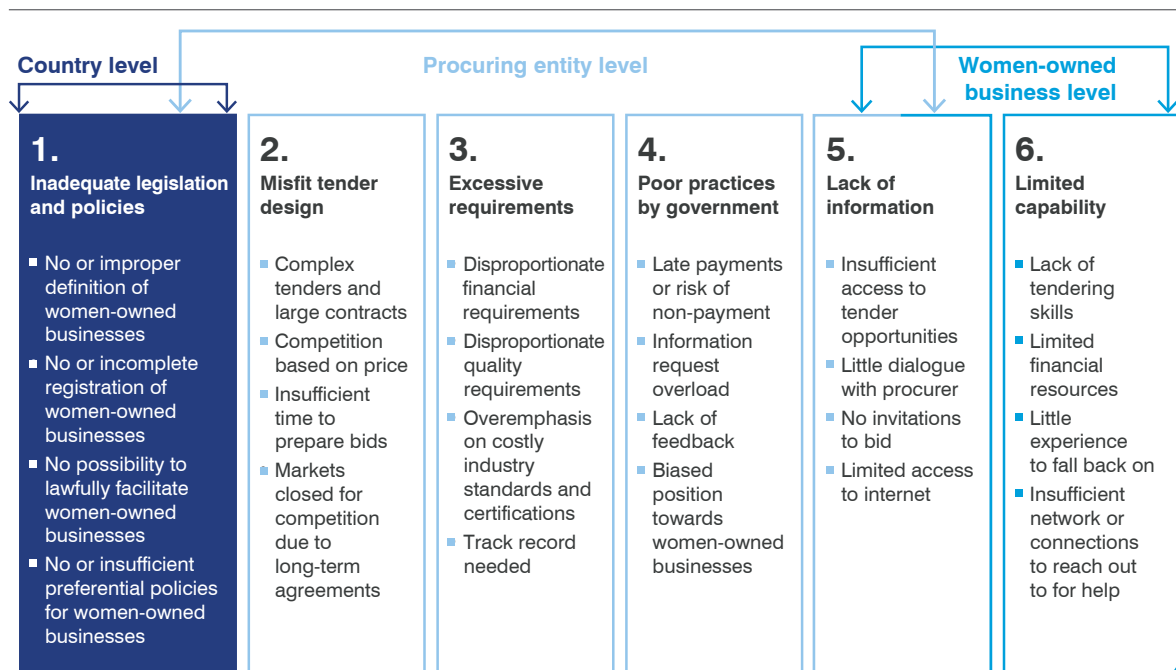 Country level
Procuring entity level
Women-owned
business level
1.
Inadequate legislation
and policies
No or improper
definition of
women-owned
businesses
No or incomplete
registration of
women-owned
businesses
No possibility to
lawfully facilitate
women-owned
businesses
No or insufficient
preferential policies
for women-owned
businesses
2.
Misfit tender
design
Complex
tenders and
large contracts
Competition
based on price
Insufficient
time to
prepare bids
Markets
closed for
competition
due to
long-term
agreements
3.
Excessive
requirements
Disproportionate
financial
requirements
Disproportionate
quality
requirements
Overemphasis
on costly
industry
standards and
certifications
Track record
needed
4.
Poor practices
by government
Late payments
or risk of
non-payment
Information
request
overload
Lack of
feedback
Biased
position
towards
women-owned
businesses
5.
Lack of
information
Insufficient
access to
tender
opportunities
Little dialogue
with procurer
No invitations
to bid
Limited access
to internet
6.
Limited
capability
Lack of
tendering
skills
Limited
financial
resources
Little
experience
to fall back on
Insufficient
network or
connections
to reach out
to for help